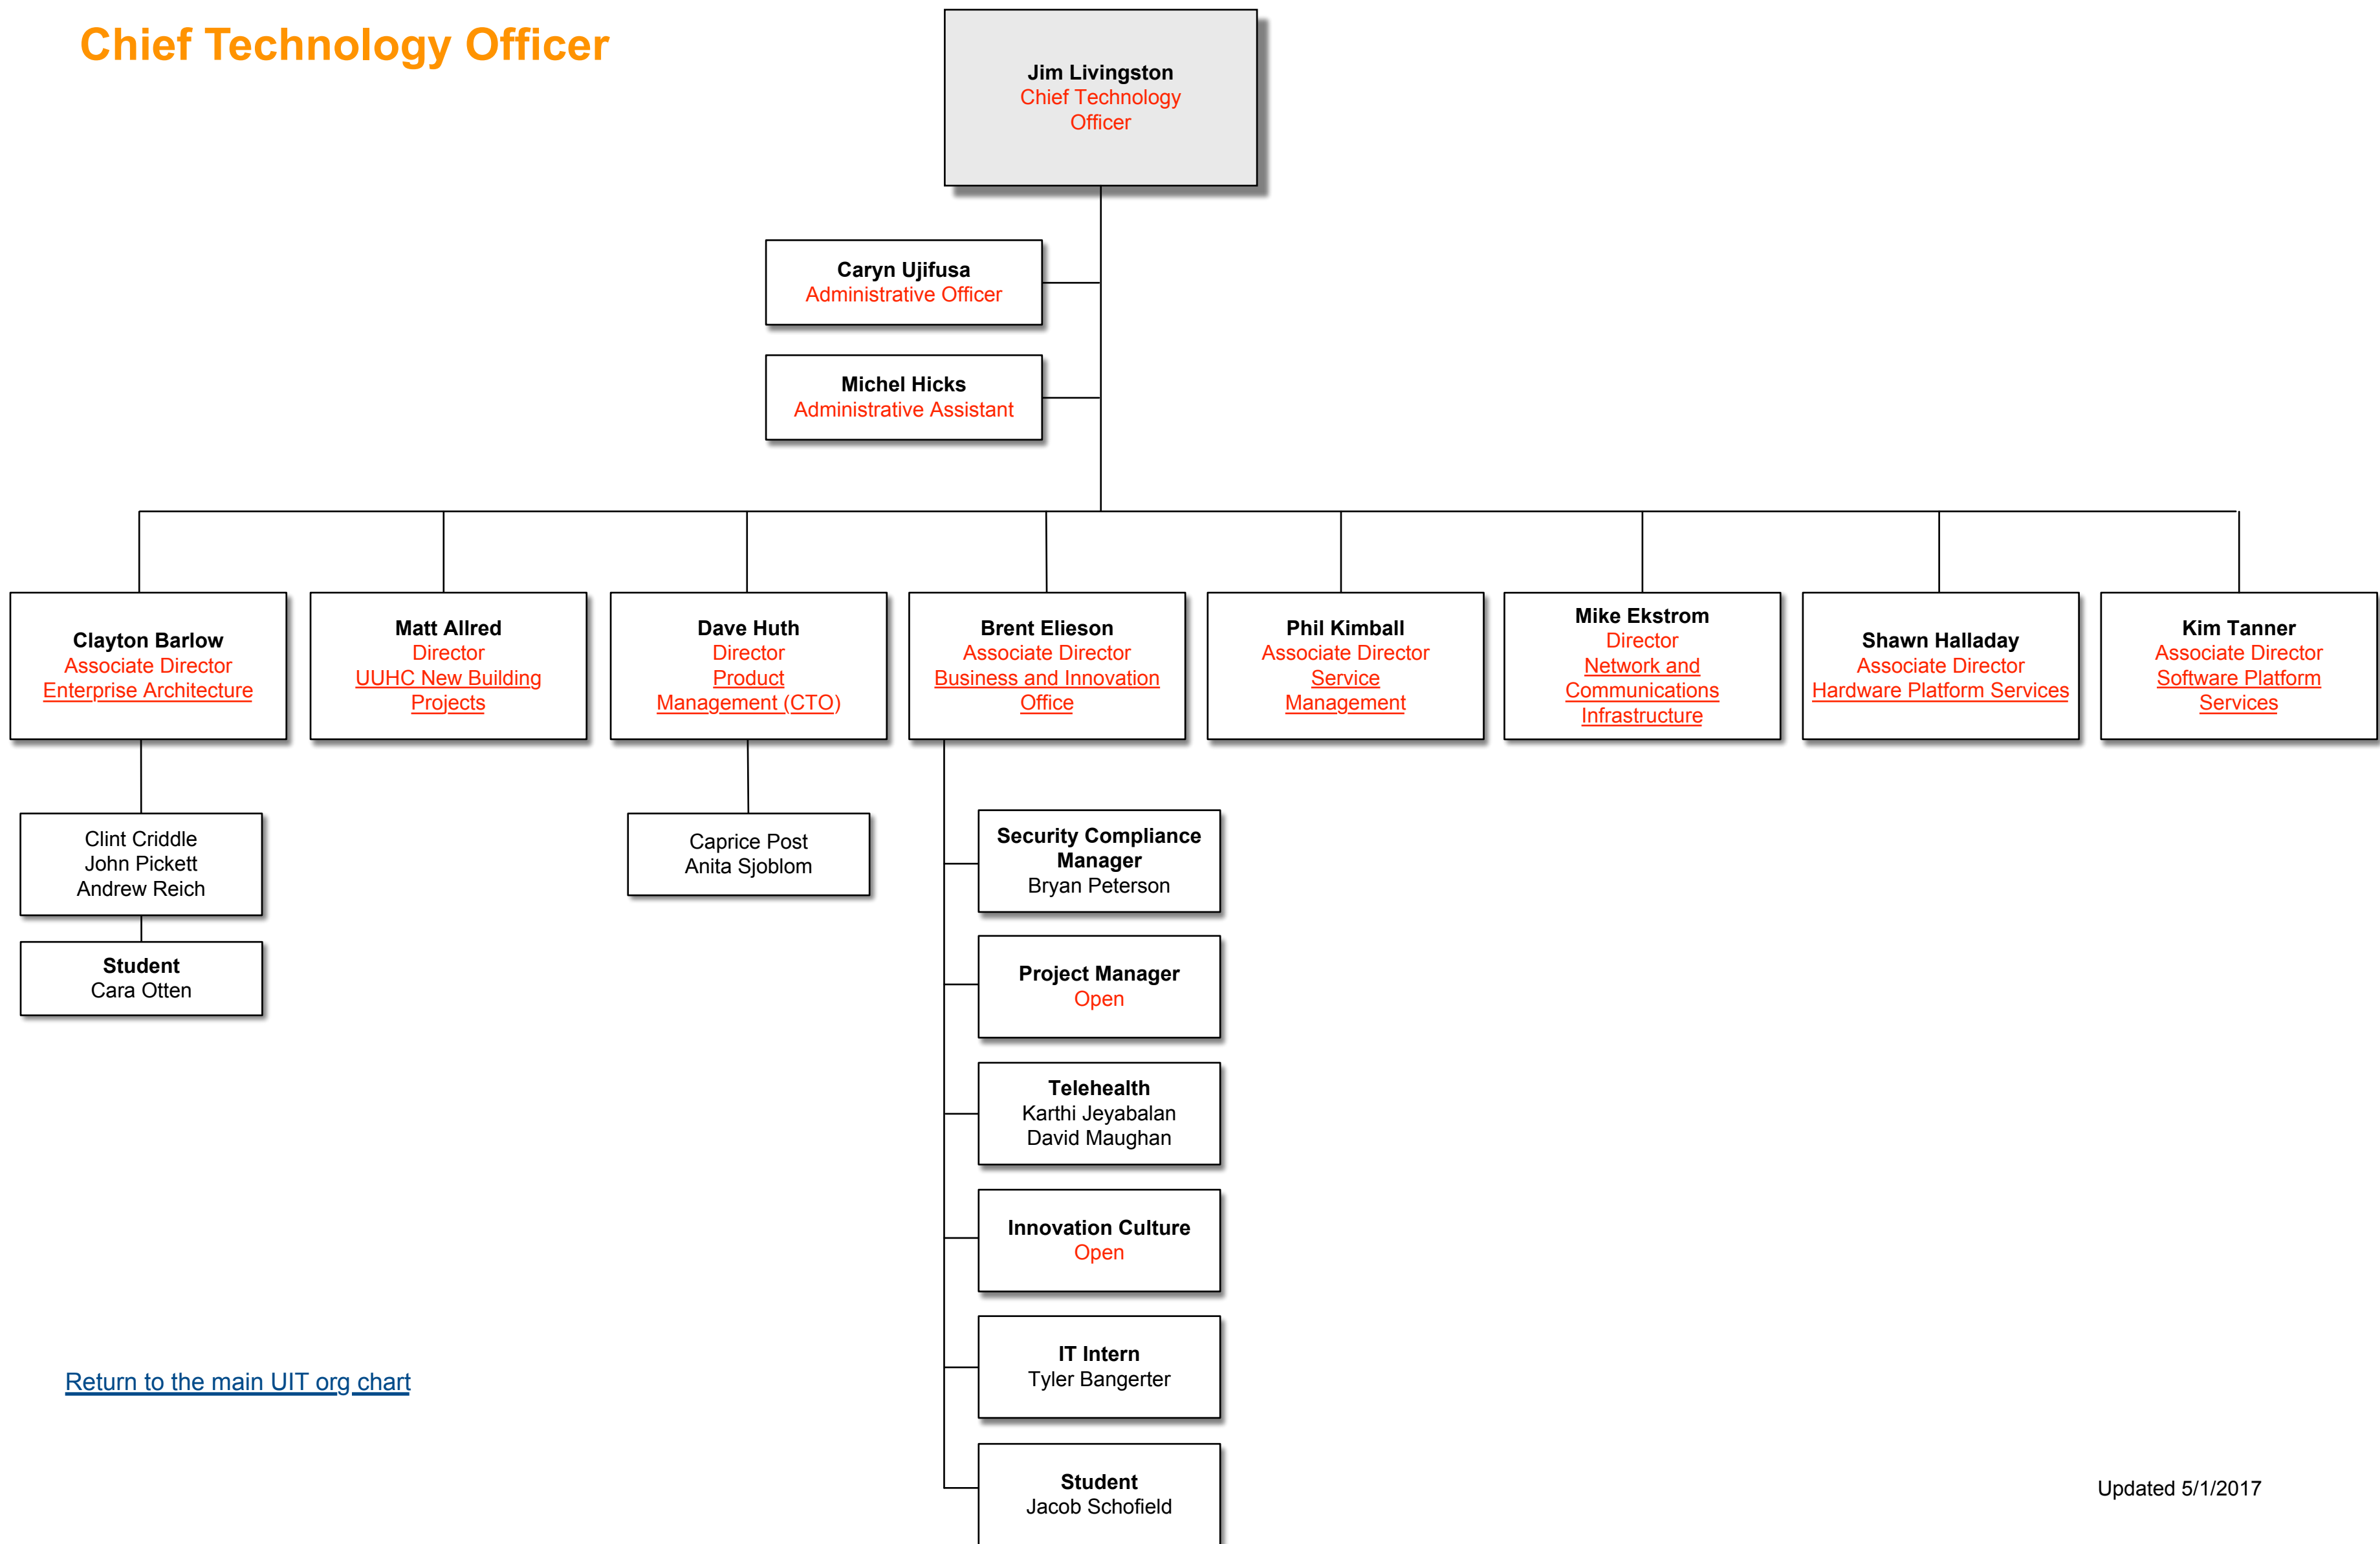 Chief Technology Officer
Jim Livingston
Chief Technology
Officer
Caryn Ujifusa
Administrative Officer
Michel Hicks
Administrative Assistant
Clayton Barlow
Associate Director
Enterprise Architecture
Matt Allred
Director
UUHC New Building
Projects
Dave Huth
Director
Product
Management (CTO)
Brent Elieson
Associate Director
Business and Innovation
Office
Phil Kimball
Associate Director
Service
Management
Mike Ekstrom
Director
Network and
Communications
Infrastructure
Shawn Halladay
Associate Director
Hardware Platform Services
Kim Tanner
Associate Director
Software Platform
Services
Clint Criddle
John Pickett
Andrew Reich
Student
Cara Otten
Caprice Post
Anita Sjoblom
Security Compliance
Manager
Bryan Peterson
Project Manager
Open
Telehealth
Karthi Jeyabalan
David Maughan
Innovation Culture
Open
IT Intern
Tyler Bangerter
Student
Jacob Schofield
Return to the main UIT org chart
Updated 5/1/2017